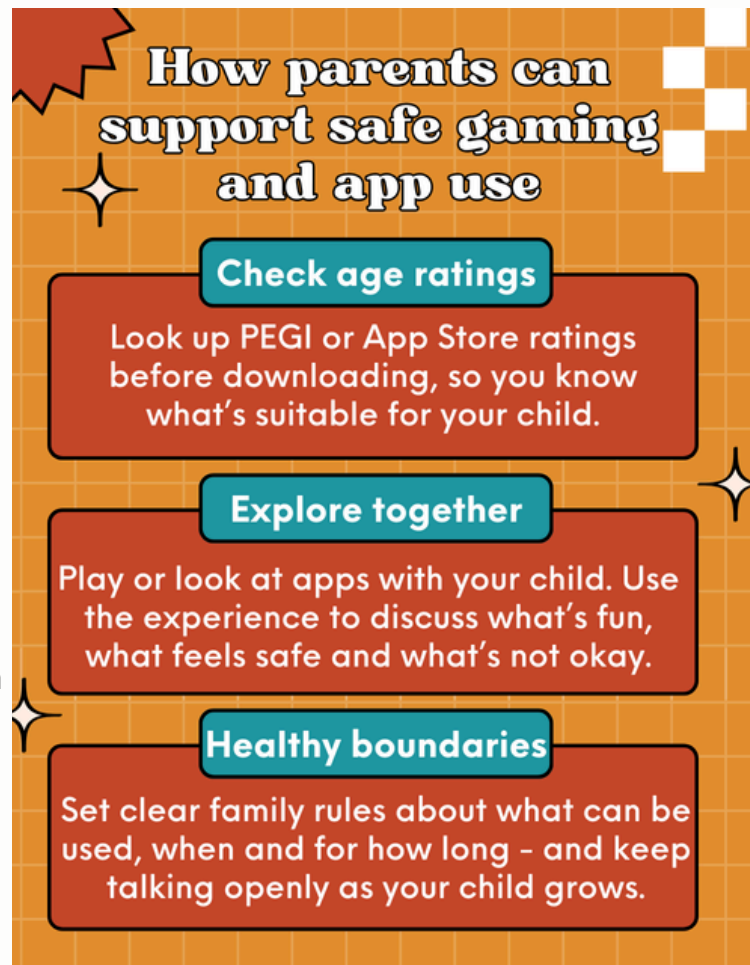 How parents can
support safe gaming
and app use
Check age ratings
Look up PEGI or App Store ratings
before downloading, so you know
what's suitable for your child.
Explore together
Play or look at apps with your child. Use
the experience to discuss what's fun,
what feels safe and what's not okay.
Healthy boundaries
Set clear family rules about what can be
used, when and for how long - and keep
talking openly as your child grows.